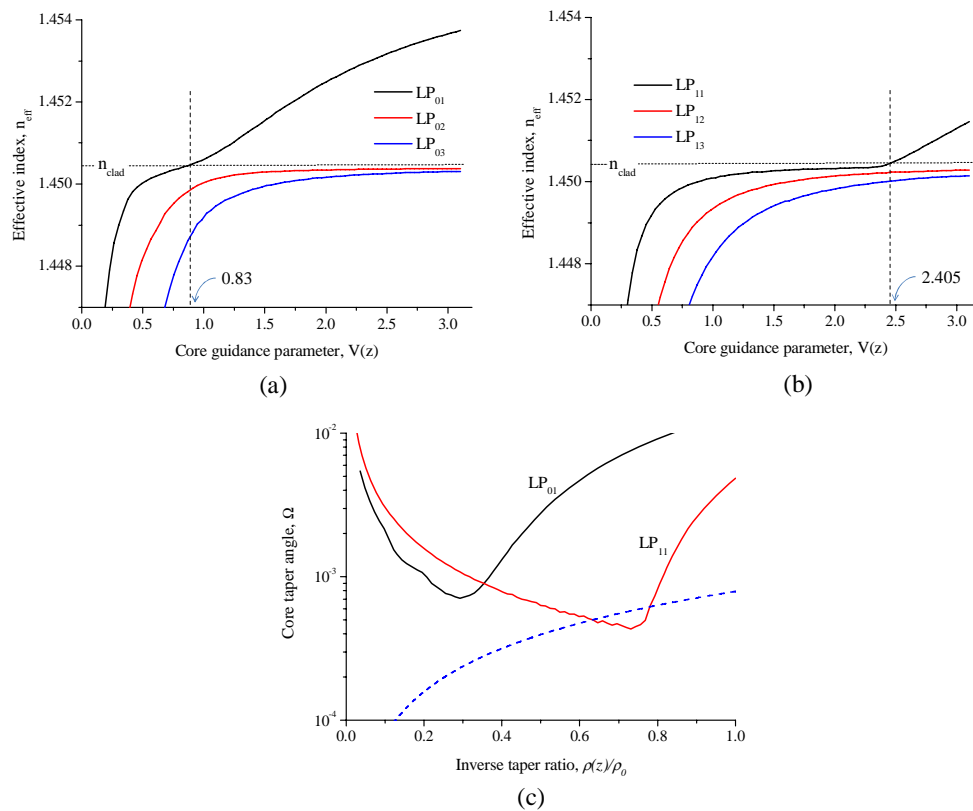 1.454
1.452
1.450
1.448
Effective index, n_eff
n_clad
LP_01
LP_02
LP_03
0.83
0.0 0.5 1.0 1.5 2.0 2.5 3.0
Core guidance parameter, V(z)
(a)
1.454
1.452
1.450
1.448
Effective index, n_eff
n_clad
LP_11
LP_12
LP_13
2.405
0.0 0.5 1.0 1.5 2.0 2.5 3.0
Core guidance parameter, V(z)
(b)
10^-2
10^-3
10^-4
Core taper angle, Ω
LP_01
LP_11
0.0 0.2 0.4 0.6 0.8 1.0
Inverse taper ratio, ρ(z)/ρ_0
(c)